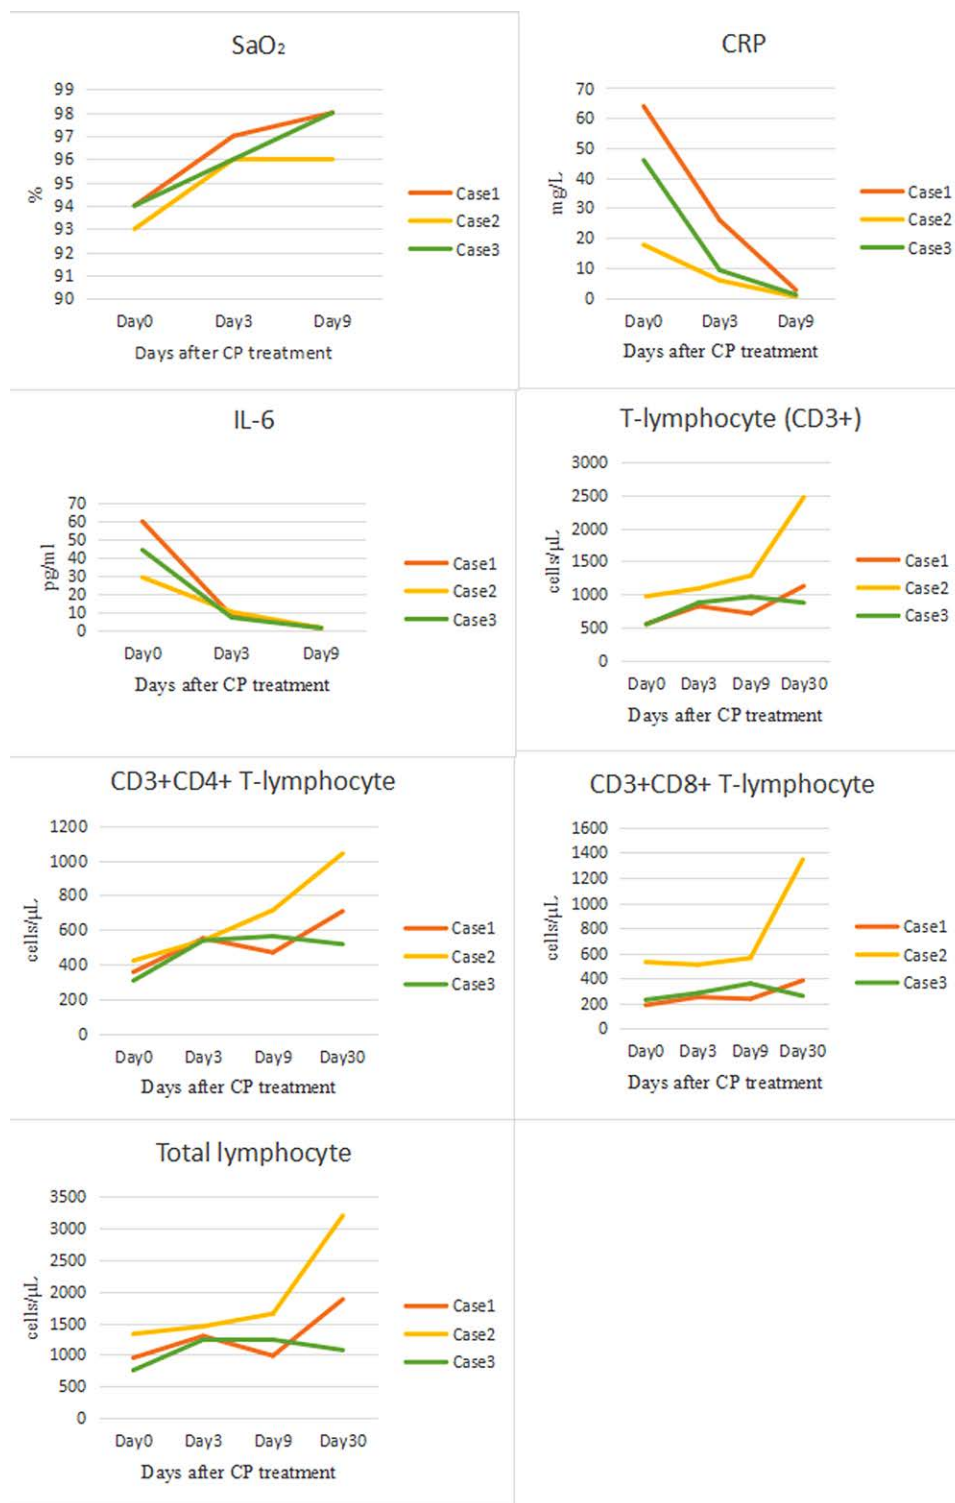 SaO₂
99
98
97
96
95
94
93
92
91
90
%
Day0 Day3 Day9
Days after CP treatment
Case1
Case2
Case3
CRP
70
60
50
40
30
20
10
0
mg/L
Day0 Day3 Day9
Days after CP treatment
Case1
Case2
Case3
IL-6
70
60
50
40
30
20
10
0
pg/ml
Day0 Day3 Day9
Days after CP treatment
Case1
Case2
Case3
T-lymphocyte (CD3+)
3000
2500
2000
1500
1000
500
0
cells/μL
Day0 Day3 Day9 Day30
Days after CP treatment
Case1
Case2
Case3
CD3+CD4+ T-lymphocyte
1200
1000
800
600
400
200
0
cells/μL
Day0 Day3 Day9 Day30
Days after CP treatment
Case1
Case2
Case3
CD3+CD8+ T-lymphocyte
1600
1400
1200
1000
800
600
400
200
0
cells/μL
Day0 Day3 Day9 Day30
Days after CP treatment
Case1
Case2
Case3
Total lymphocyte
3500
3000
2500
2000
1500
1000
500
0
cells/μL
Day0 Day3 Day9 Day30
Days after CP treatment
Case1
Case2
Case3